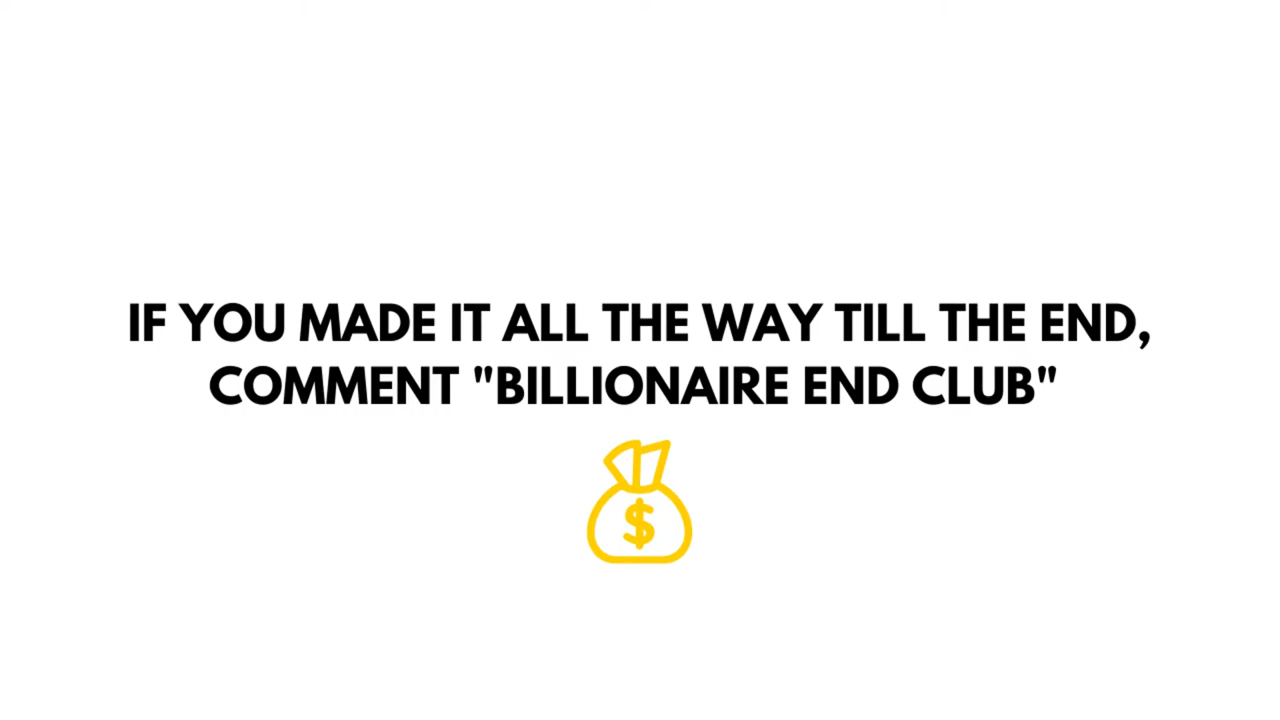 IF YOU MADE IT ALL THE WAY TILL THE END,
COMMENT "BILLIONAIRE END CLUB"
$